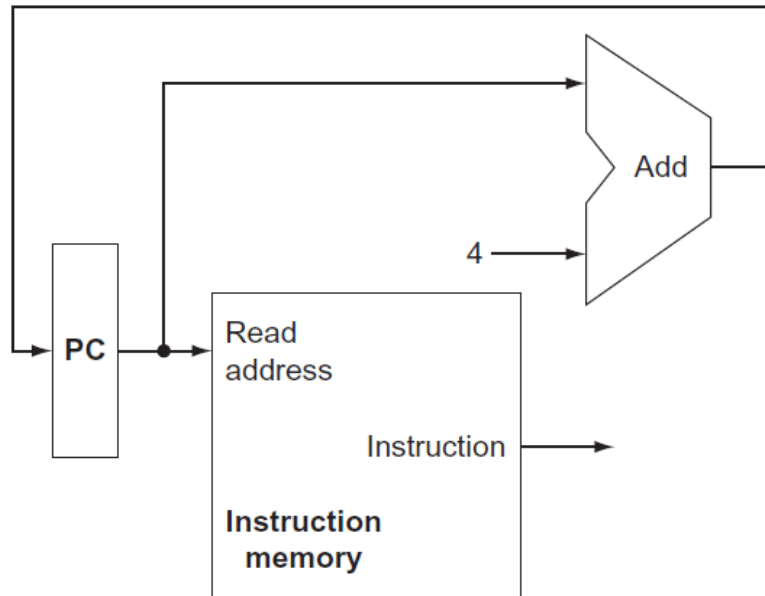 Add
4
PC
Read
address
Instruction
Instruction
memory